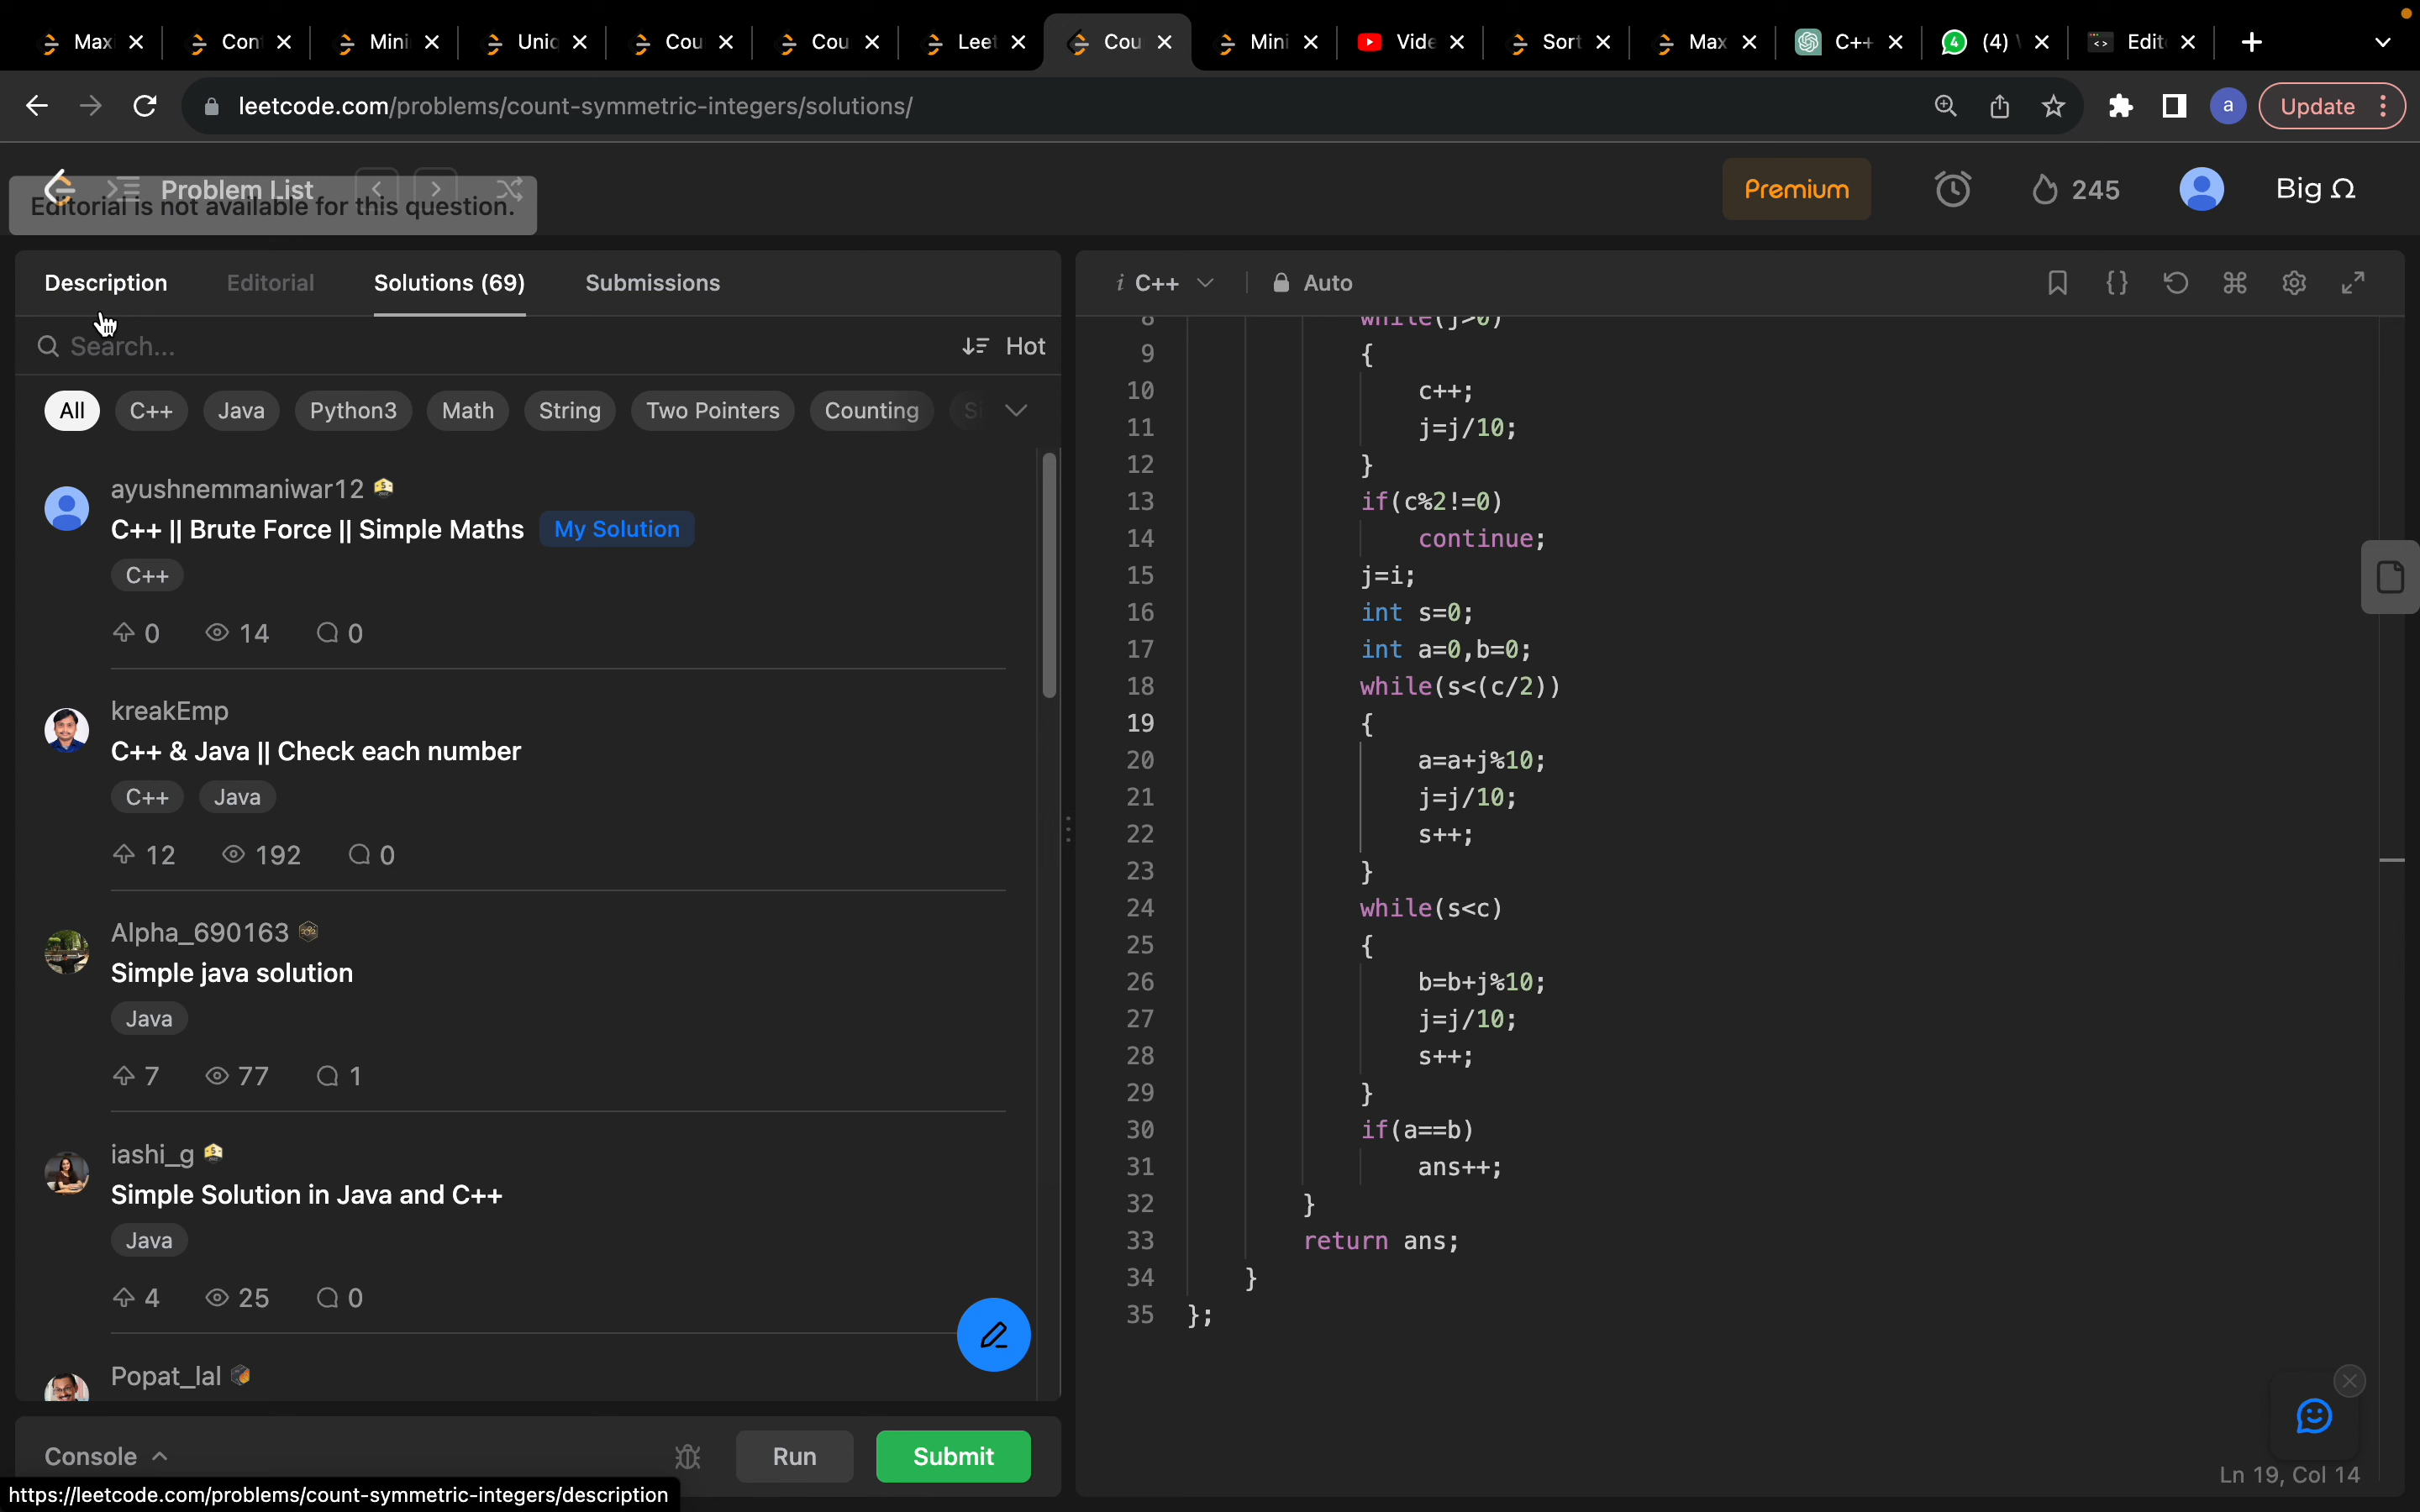 Maxi
Con
Mini
Unic
Cou
Cou
Leet
Cou
Mini
Vide
Sort
Max
C++
(4)
Edit
leetcode.com/problems/count-symmetric-integers/solutions/
a
Update
Problem List
Editorial is not available for this question.
Premium
245
Big Ω
Description
Editorial
Solutions (69)
Submissions
Search...
Hot
All C++ Java Python3 Math String Two Pointers Counting
ayushnemmaniwar12
C++ || Brute Force || Simple Maths My Solution
C++
0 14 0
kreakEmp
C++ & Java || Check each number
C++ Java
12 192 0
Alpha_690163
Simple java solution
Java
7 77 1
iashi_g
Simple Solution in Java and C++
Java
4 25 0
Popat_lal
Console
Run
Submit
https://leetcode.com/problems/count-symmetric-integers/description
i C++ Auto
8 while(j>0)
9 {
10 c++;
11 j=j/10;
12 }
13 if(c%2!=0)
14 continue;
15 j=i;
16 int s=0;
17 int a=0,b=0;
18 while(s<(c/2))
19 {
20 a=a+j%10;
21 j=j/10;
22 s++;
23 }
24 while(s<c)
25 {
26 b=b+j%10;
27 j=j/10;
28 s++;
29 }
30 if(a==b)
31 ans++;
32 }
33 return ans;
34 }
35 };
Ln 19, Col 14